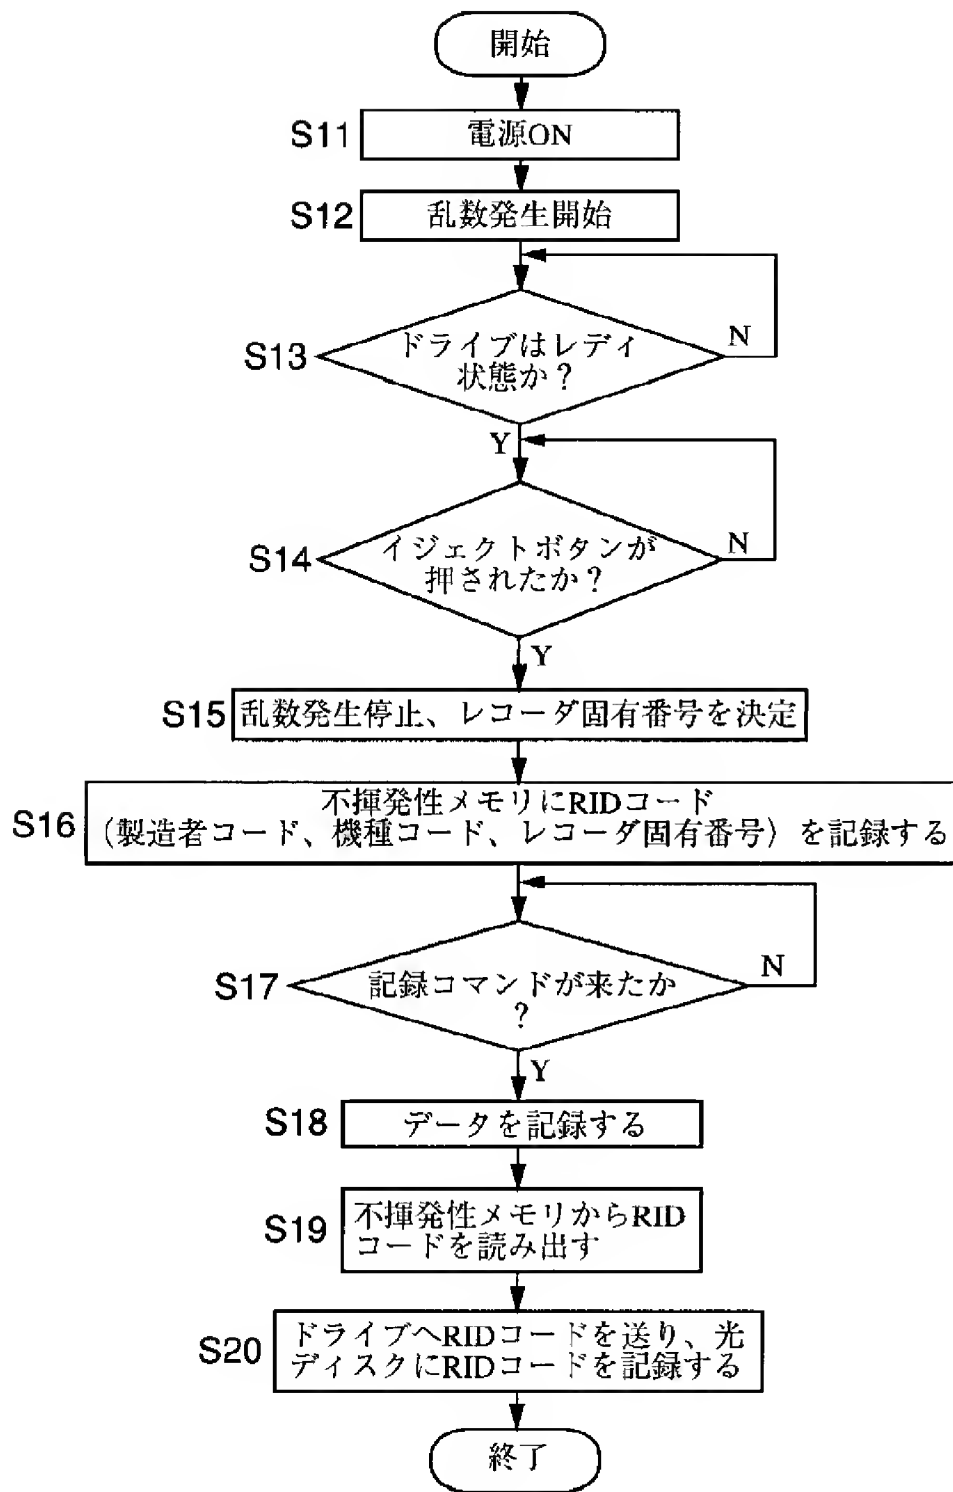 開始
S11 電源ON
S12 乱数発生開始
S13 ドライブはレディ
状態か？
N
Y
S14 イジェクトボタンが
押されたか？
N
Y
S15 乱数発生停止、レコーダ固有番号を決定
S16 不揮発性メモリにRIDコード
（製造者コード、機種コード、レコーダ固有番号）を記録する
S17 記録コマンドが来たか
？
N
Y
S18 データを記録する
S19 不揮発性メモリからRID
コードを読み出す
S20 ドライブへRIDコードを送り、光
ディスクにRIDコードを記録する
終了